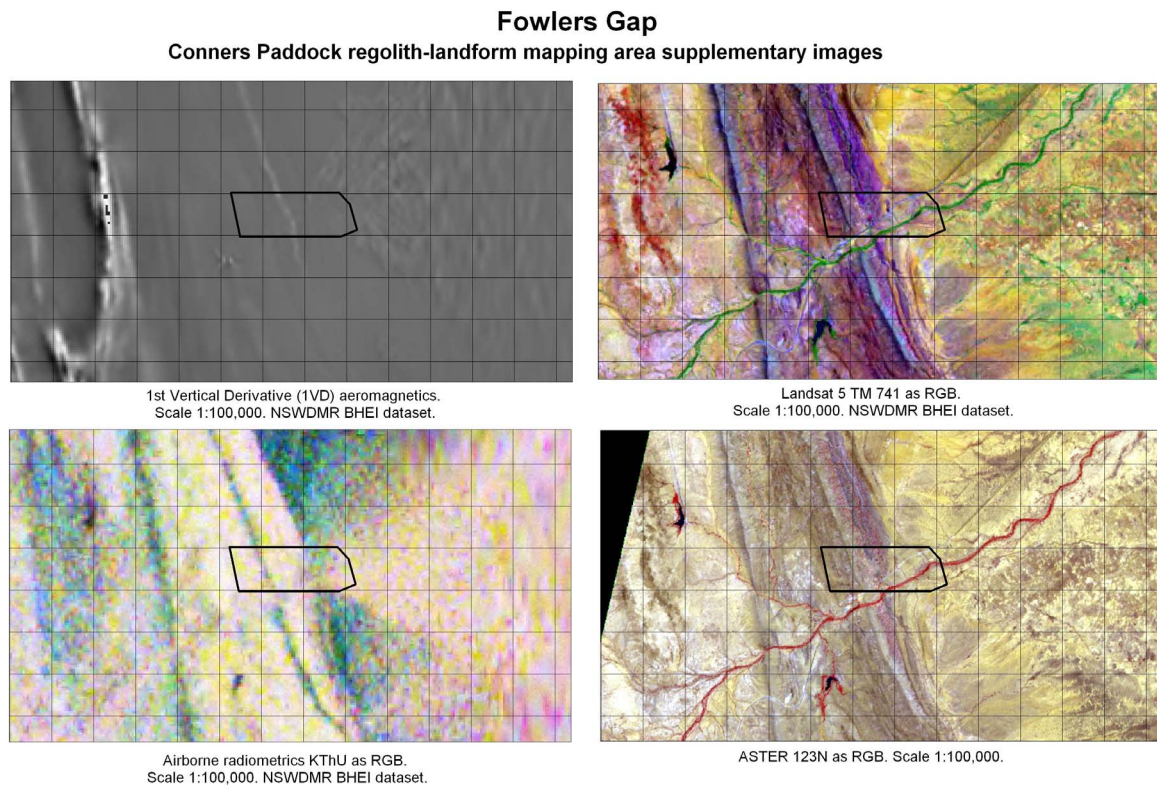 Fowlers Gap
Conners Paddock regolith-landform mapping area supplementary images
1st Vertical Derivative (1VD) aeromagnetics.
Scale 1:100,000. NSWDMR BHEI dataset.
Landsat 5 TM 741 as RGB.
Scale 1:100,000. NSWDMR BHEI dataset.
Airborne radiometrics KThU as RGB.
Scale 1:100,000. NSWDMR BHEI dataset.
ASTER 123N as RGB. Scale 1:100,000.